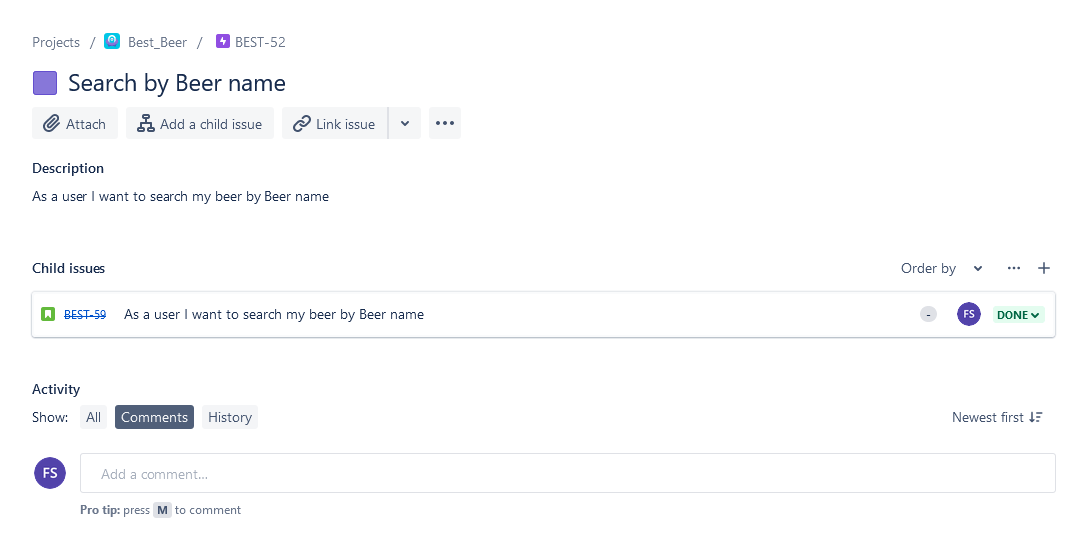 Projects / Best_Beer / BEST-52
Search by Beer name
Attach Add a child issue Link issue
Description
As a user I want to search my beer by Beer name
Child issues Order by
BEST-59 As a user I want to search my beer by Beer name - FS DONE
Activity
Show: All Comments History Newest first
FS Add a comment...
Pro tip: press M to comment